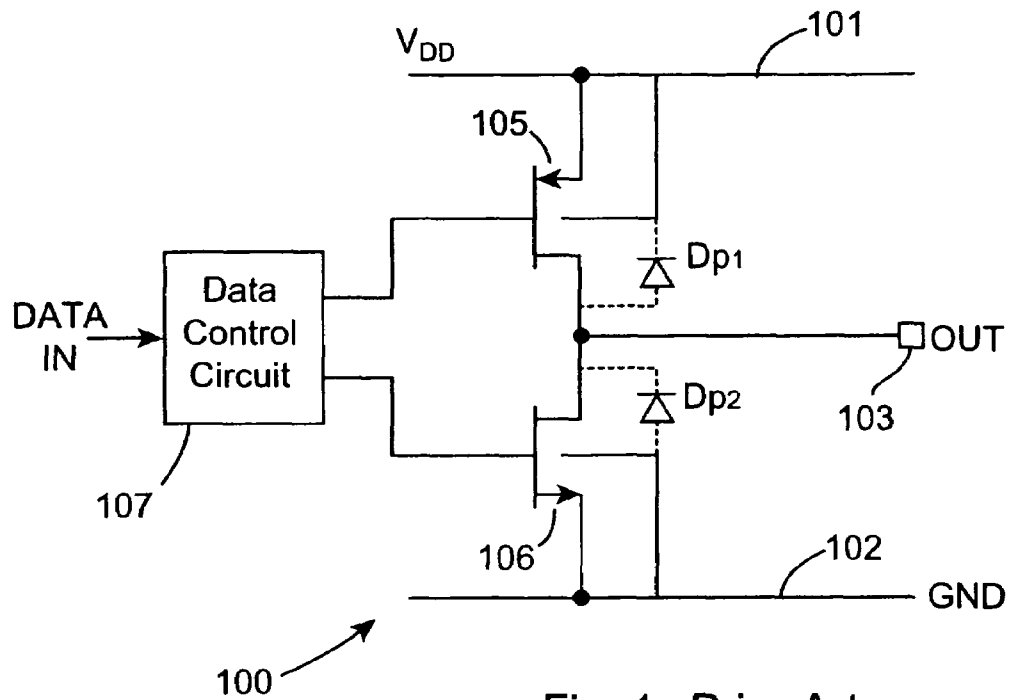 101
V_DD
105
Dp1
Data
Control
Circuit
DATA
IN
OUT
Dp2
103
107
106
102
GND
100
Fig. 1 Prior Art